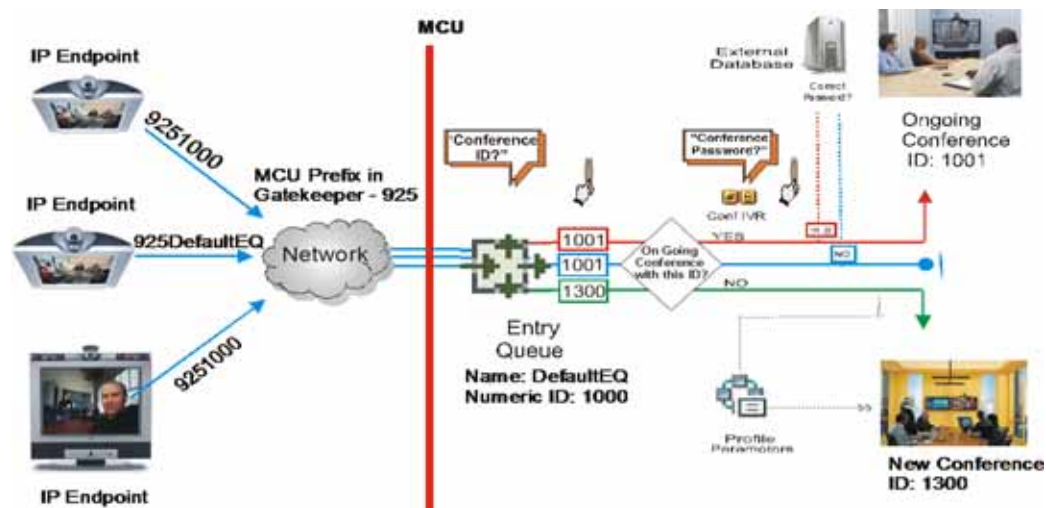 MCU
IP Endpoint
9251000
MCU Prefix in
Gatekeeper - 925
IP Endpoint
925DefaultEQ
Network
9251000
IP Endpoint
"Conference
ID?"
"Conference
Password?"
Conf IVR
External
Database
Correct
Password?
Ongoing
Conference
ID: 1001
1001
1001
1300
On Going
Conference
with this ID?
YES
NO
NO
Entry
Queue
Name: DefaultEQ
Numeric ID: 1000
Profile
New Conference
ID: 1300